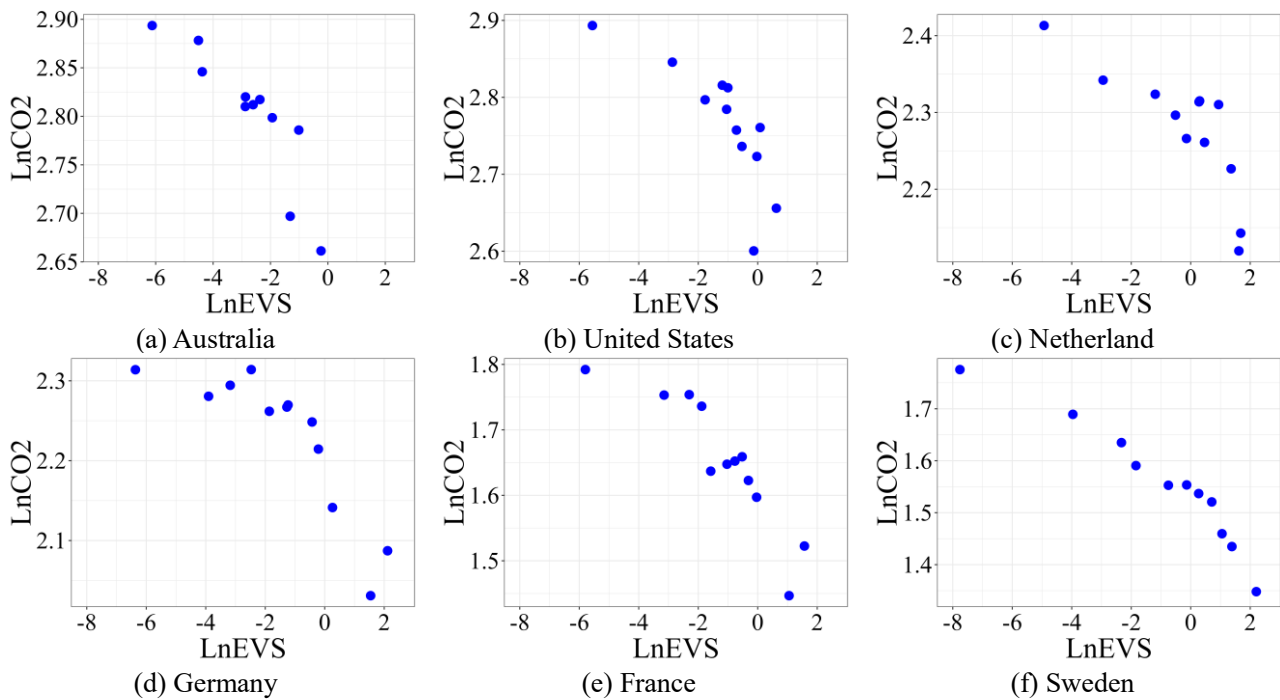 2.90
2.85
2.80
2.75
2.70
2.65
LnCO2
-8 -6 -4 -2 0 2
LnEVS
(a) Australia
2.9
2.8
2.7
2.6
LnCO2
-8 -6 -4 -2 0 2
LnEVS
(b) United States
2.4
2.3
2.2
LnCO2
-8 -6 -4 -2 0 2
LnEVS
(c) Netherland
2.3
2.2
2.1
LnCO2
-8 -6 -4 -2 0 2
LnEVS
(d) Germany
1.8
1.7
1.6
1.5
LnCO2
-8 -6 -4 -2 0 2
LnEVS
(e) France
1.7
1.6
1.5
1.4
LnCO2
-8 -6 -4 -2 0 2
LnEVS
(f) Sweden